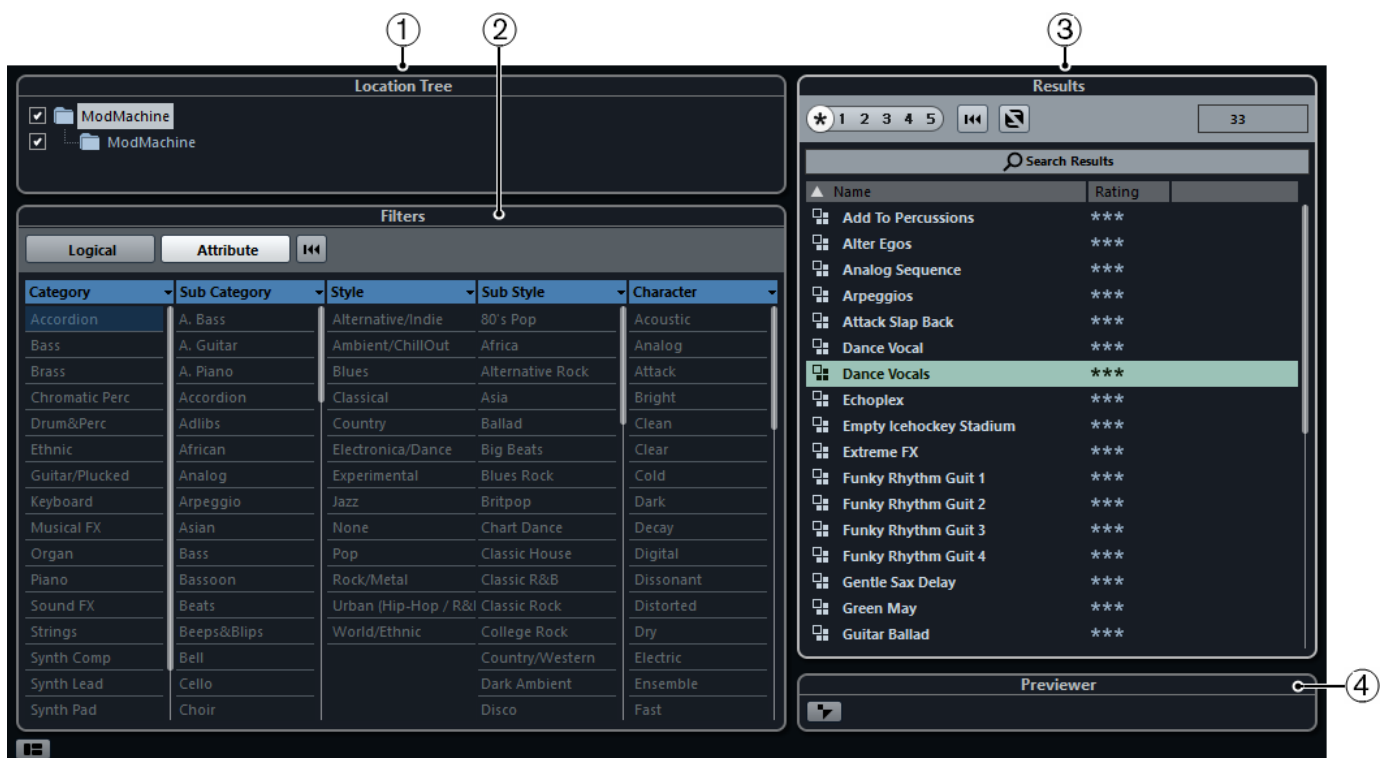 1
2
3
Location Tree
ModMachine
ModMachine
Filters
Logical
Attribute
Category
Sub Category
Style
Sub Style
Character
Accordion
A. Bass
Alternative/Indie
80's Pop
Acoustic
Bass
A. Guitar
Ambient/ChillOut
Africa
Analog
Brass
A. Piano
Blues
Alternative Rock
Attack
Chromatic Perc
Accordion
Classical
Asia
Bright
Drum&Perc
Adlibs
Country
Ballad
Clean
Ethnic
African
Electronica/Dance
Big Beats
Clear
Guitar/Plucked
Analog
Experimental
Blues Rock
Cold
Keyboard
Arpeggio
Jazz
Britpop
Dark
Musical FX
Asian
None
Chart Dance
Decay
Organ
Bass
Pop
Classic House
Digital
Piano
Bassoon
Rock/Metal
Classic R&B
Dissonant
Sound FX
Beats
Urban (Hip-Hop / R&
Classic Rock
Distorted
Strings
Beeps&Blips
World/Ethnic
College Rock
Dry
Synth Comp
Bell
Country/Western
Electric
Synth Lead
Cello
Dark Ambient
Ensemble
Synth Pad
Choir
Disco
Fast
Results
* 1 2 3 4 5
33
Search Results
Name
Rating
Add To Percussions ***
Alter Egos ***
Analog Sequence ***
Arpeggios ***
Attack Slap Back ***
Dance Vocal ***
Dance Vocals ***
Echoplex ***
Empty Icehockey Stadium ***
Extreme FX ***
Funky Rhythm Guit 1 ***
Funky Rhythm Guit 2 ***
Funky Rhythm Guit 3 ***
Funky Rhythm Guit 4 ***
Gentle Sax Delay ***
Green May ***
Guitar Ballad ***
Previewer
4